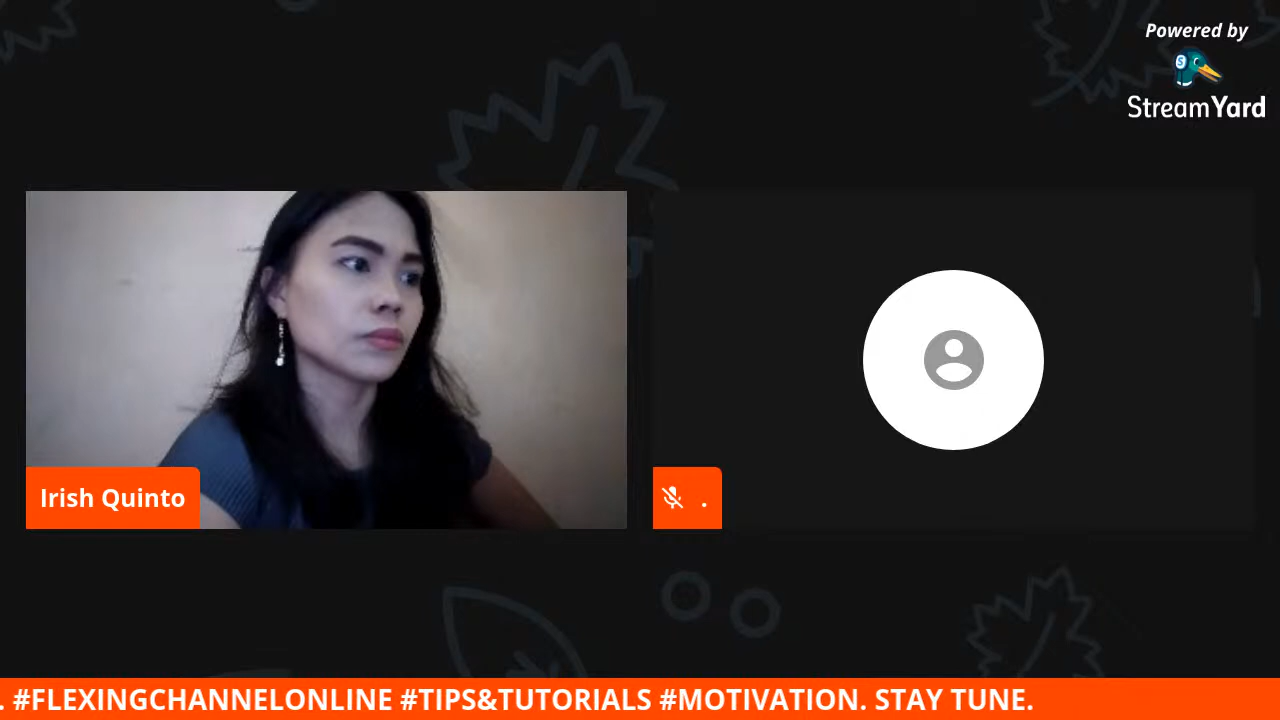 Powered by
StreamYard
Irish Quinto
.
. #FLEXINGCHANNELONLINE #TIPS&TUTORIALS #MOTIVATION. STAY TUNE.